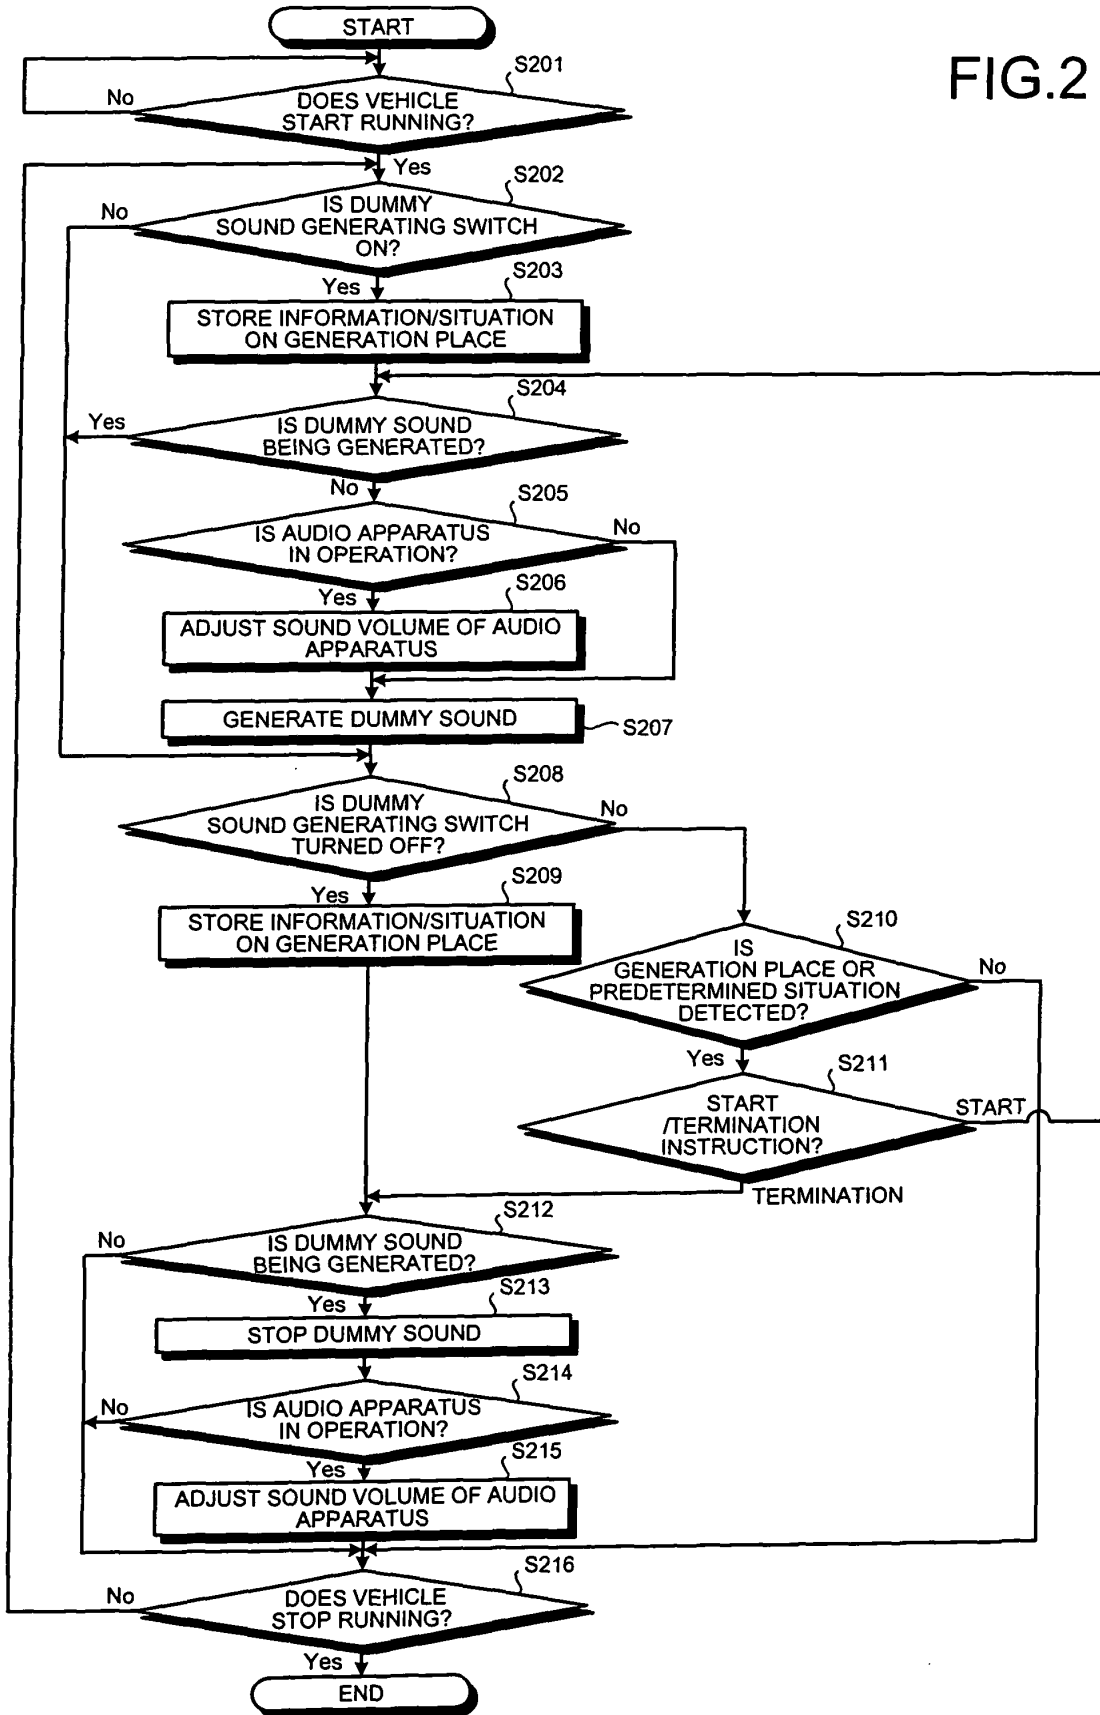 START
FIG.2
S201
No
DOES VEHICLE
START RUNNING?
Yes
S202
No
IS DUMMY
SOUND GENERATING SWITCH
ON?
Yes
S203
STORE INFORMATION/SITUATION
ON GENERATION PLACE
S204
Yes
IS DUMMY SOUND
BEING GENERATED?
No
S205
IS AUDIO APPARATUS
IN OPERATION?
No
Yes
S206
ADJUST SOUND VOLUME OF AUDIO
APPARATUS
GENERATE DUMMY SOUND
S207
S208
IS DUMMY
SOUND GENERATING SWITCH
TURNED OFF?
No
Yes
S209
STORE INFORMATION/SITUATION
ON GENERATION PLACE
S210
IS
GENERATION PLACE OR
PREDETERMINED SITUATION
DETECTED?
No
Yes
S211
START
/TERMINATION
INSTRUCTION?
START
TERMINATION
S212
No
IS DUMMY SOUND
BEING GENERATED?
Yes
S213
STOP DUMMY SOUND
S214
No
IS AUDIO APPARATUS
IN OPERATION?
Yes
S215
ADJUST SOUND VOLUME OF AUDIO
APPARATUS
S216
No
DOES VEHICLE
STOP RUNNING?
Yes
END